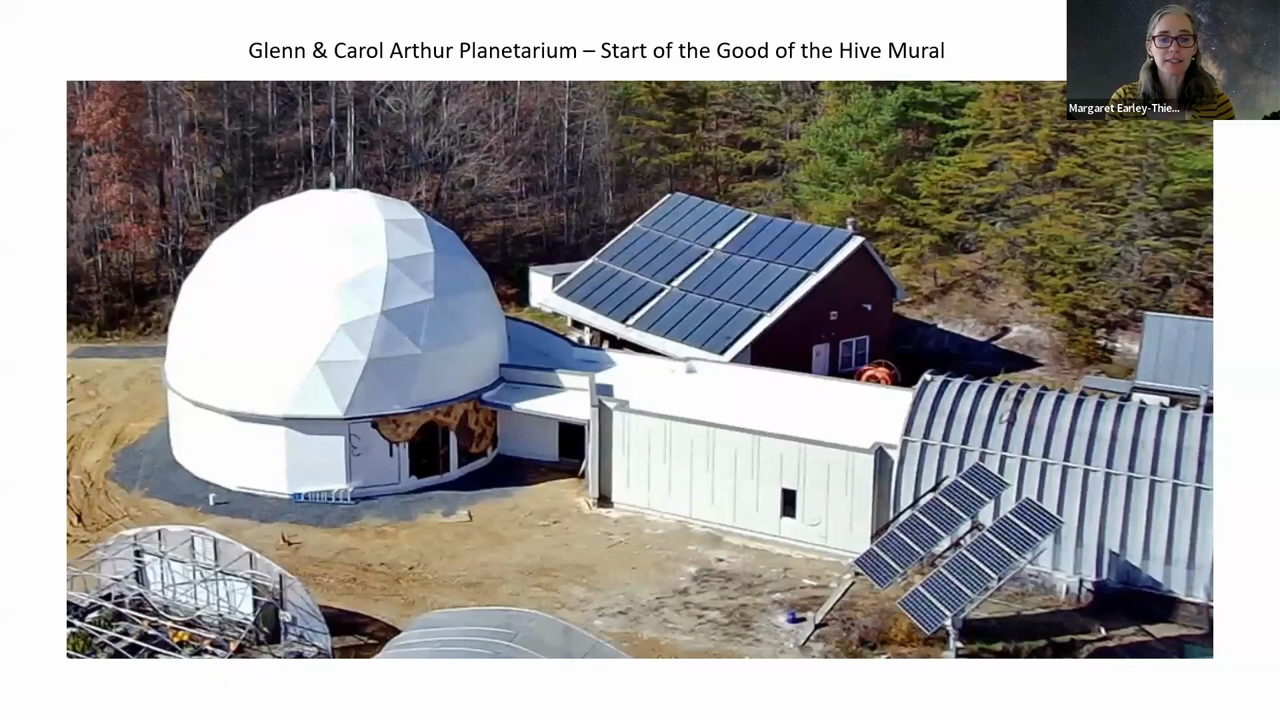 Glenn & Carol Arthur Planetarium – Start of the Good of the Hive Mural
Margaret Earley-Thie...